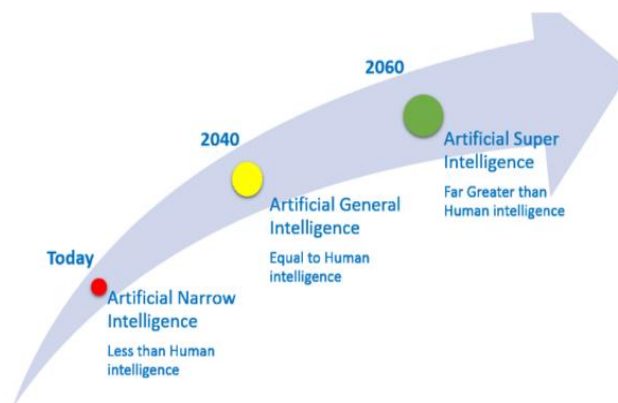 2060
2040
Artificial Super
Intelligence
Far Greater than
Human intelligence
Artificial General
Intelligence
Equal to Human
intelligence
Today
Artificial Narrow
Intelligence
Less than Human
intelligence